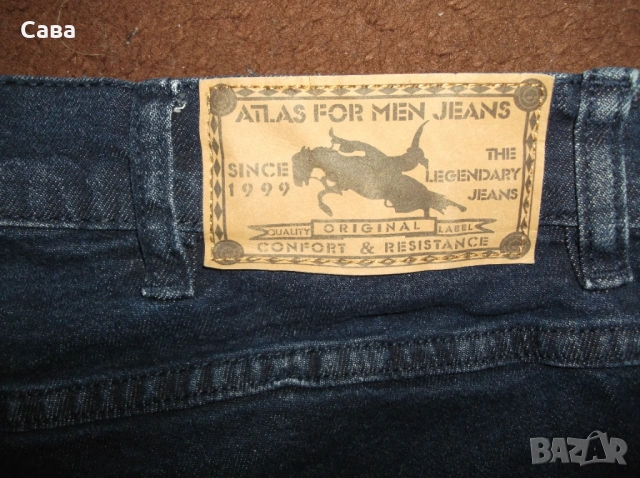 Сава
ATLAS FOR MEN JEANS
SINCE
1999
THE
LEGENDARY
JEANS
QUALITY ORIGINAL LABEL
CONFORT & RESISTANCE
BAZAR